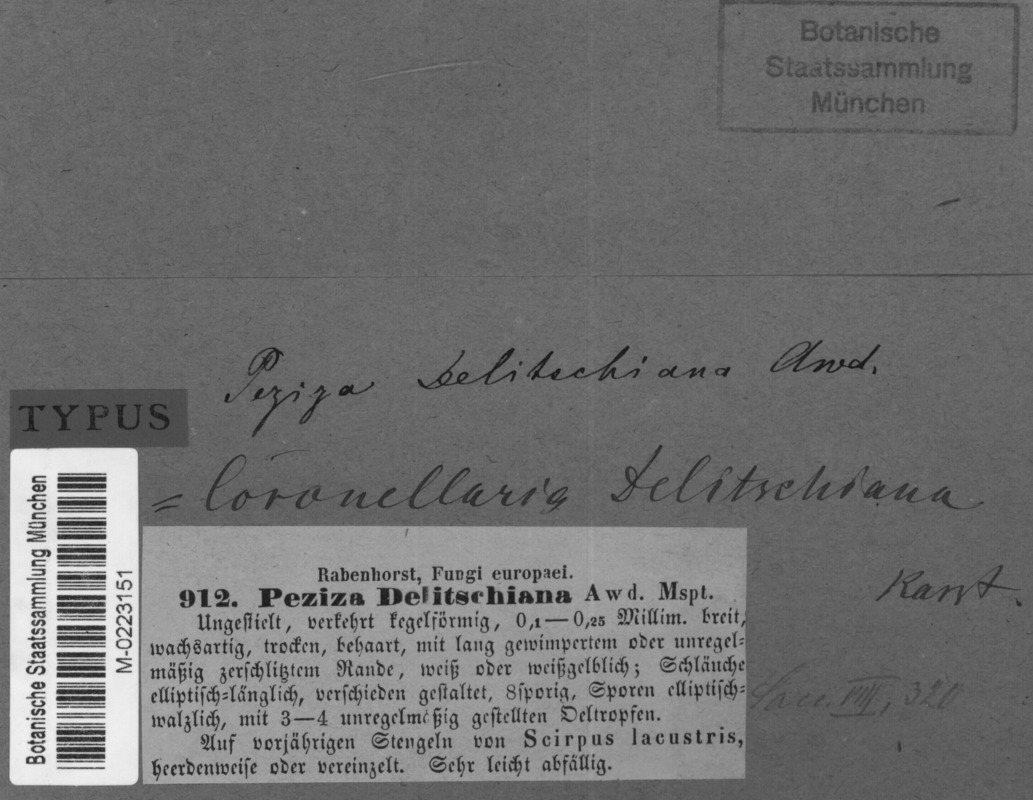 Botanische
Staatssammlung
München
Peziza Delitschiana Awd.
TYPUS
= Coronellaria Delitschiana
Karst.
Sacc. VIII, 320
Botanische Staatssammlung München
M-0223151
Rabenhorst, Fungi europaei.
912. Peziza Delitschiana Awd. Mspt.
Ungestielt, verkehrt kegelförmig, 0,1—0,25 Millim. breit,
wachsartig, trocken, behaart, mit lang gewimpertem oder unregel-
mäßig zerschlitztem Rande, weiß oder weißgelblich; Schläuche
elliptisch-länglich, verschieden gestaltet, 8sporig, Sporen elliptisch-
walzlich, mit 3—4 unregelmäßig gestellten Oeltropfen.
Auf vorjährigen Stengeln von Scirpus lacustris,
heerdenweise oder vereinzelt. Sehr leicht abfällig.